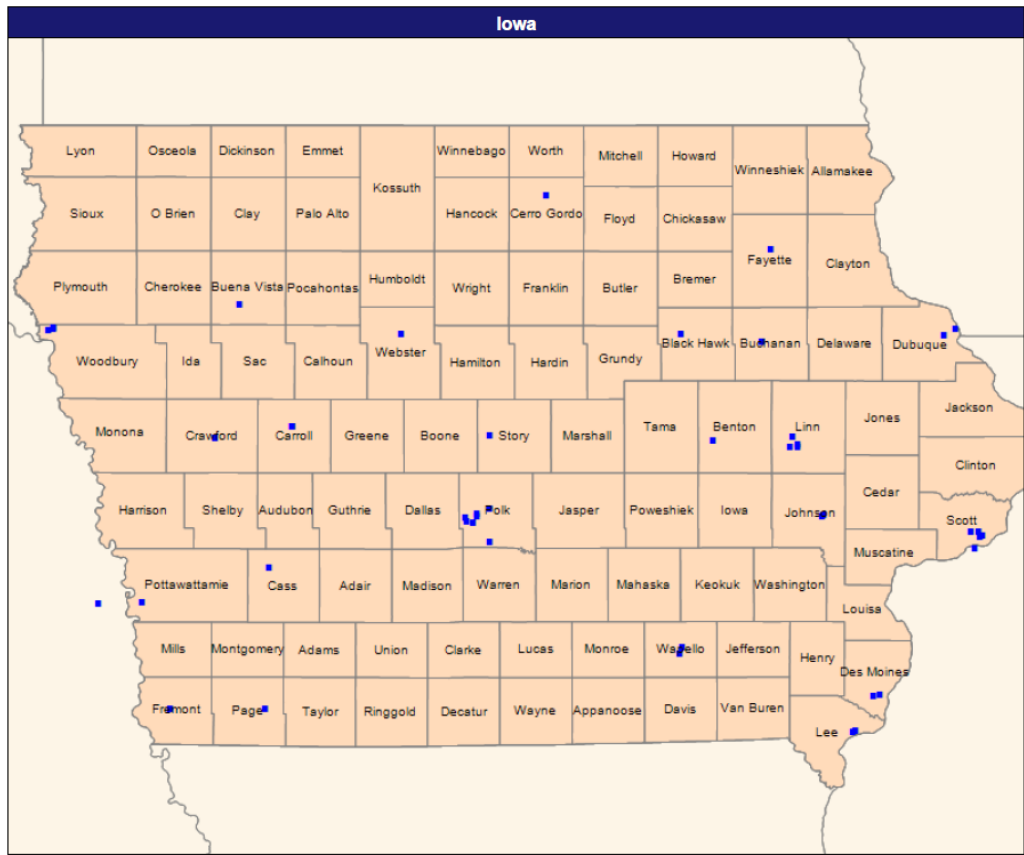 Iowa
Lyon
Osceola
Dickinson
Emmet
Kossuth
Winnebago
Worth
Mitchell
Howard
Winneshiek
Allamakee
Sioux
O Brien
Clay
Palo Alto
Hancock
Cerro Gordo
Floyd
Chickasaw
Fayette
Clayton
Plymouth
Cherokee
Buena Vista
Pocahontas
Humboldt
Wright
Franklin
Butler
Bremer
Woodbury
Ida
Sac
Calhoun
Webster
Hamilton
Hardin
Grundy
Black Hawk
Buchanan
Delaware
Dubuque
Monona
Crawford
Carroll
Greene
Boone
Story
Marshall
Tama
Benton
Linn
Jones
Jackson
Clinton
Harrison
Shelby
Audubon
Guthrie
Dallas
Polk
Jasper
Poweshiek
Iowa
Johnson
Cedar
Scott
Muscatine
Pottawattamie
Cass
Adair
Madison
Warren
Marion
Mahaska
Keokuk
Washington
Louisa
Mills
Montgomery
Adams
Union
Clarke
Lucas
Monroe
Wapello
Jefferson
Henry
Des Moines
Fremont
Page
Taylor
Ringgold
Decatur
Wayne
Appanoose
Davis
Van Buren
Lee